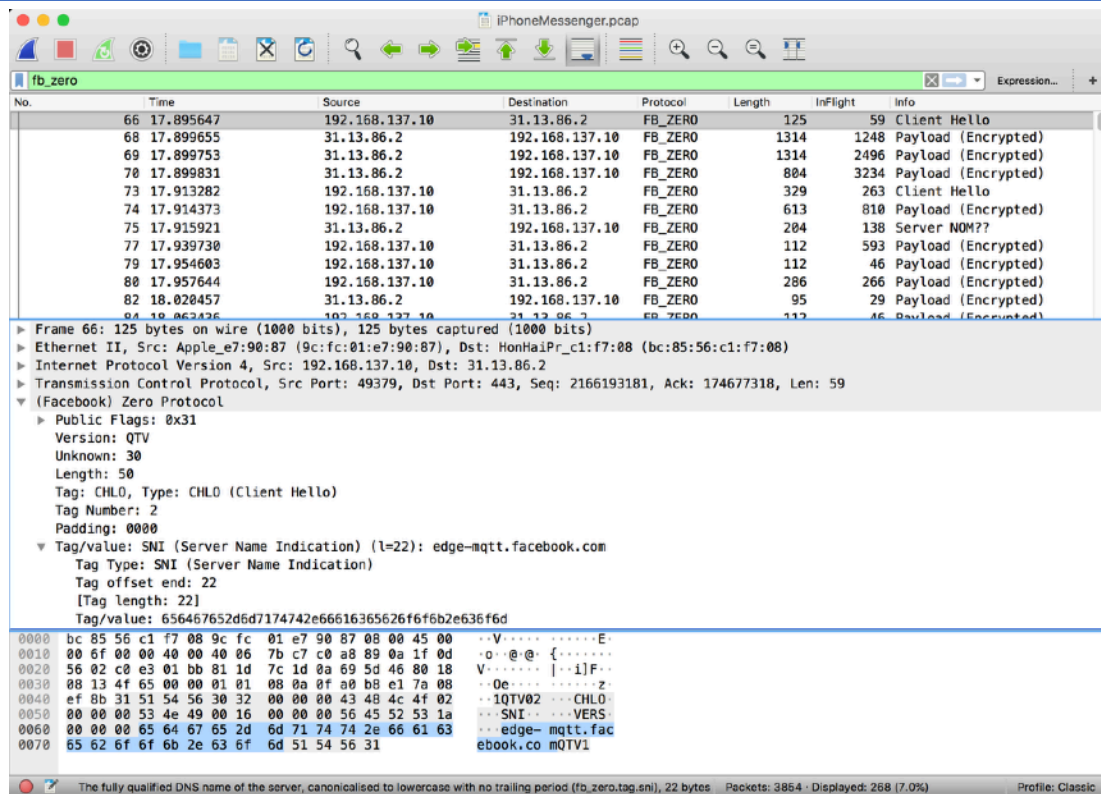 iPhoneMessenger.pcap
fb_zero Expression... +
No. Time Source Destination Protocol Length InFlight Info
66 17.895647 192.168.137.10 31.13.86.2 FB_ZERO 125 59 Client Hello
68 17.899655 31.13.86.2 192.168.137.10 FB_ZERO 1314 1248 Payload (Encrypted)
69 17.899753 31.13.86.2 192.168.137.10 FB_ZERO 1314 2496 Payload (Encrypted)
70 17.899831 31.13.86.2 192.168.137.10 FB_ZERO 804 3234 Payload (Encrypted)
73 17.913282 192.168.137.10 31.13.86.2 FB_ZERO 329 263 Client Hello
74 17.914373 192.168.137.10 31.13.86.2 FB_ZERO 613 810 Payload (Encrypted)
75 17.915921 31.13.86.2 192.168.137.10 FB_ZERO 204 138 Server NOM??
77 17.939730 192.168.137.10 31.13.86.2 FB_ZERO 112 593 Payload (Encrypted)
79 17.954603 192.168.137.10 31.13.86.2 FB_ZERO 112 46 Payload (Encrypted)
80 17.957644 192.168.137.10 31.13.86.2 FB_ZERO 286 266 Payload (Encrypted)
82 18.020457 31.13.86.2 192.168.137.10 FB_ZERO 95 29 Payload (Encrypted)
84 18.063436 192.168.137.10 31.13.86.2 FB_ZERO 112 46 Payload (Encrypted)
Frame 66: 125 bytes on wire (1000 bits), 125 bytes captured (1000 bits)
Ethernet II, Src: Apple_e7:90:87 (9c:fc:01:e7:90:87), Dst: HonHaiPr_c1:f7:08 (bc:85:56:c1:f7:08)
Internet Protocol Version 4, Src: 192.168.137.10, Dst: 31.13.86.2
Transmission Control Protocol, Src Port: 49379, Dst Port: 443, Seq: 2166193181, Ack: 174677318, Len: 59
(Facebook) Zero Protocol
Public Flags: 0x31
Version: QTV
Unknown: 30
Length: 50
Tag: CHLO, Type: CHLO (Client Hello)
Tag Number: 2
Padding: 0000
Tag/value: SNI (Server Name Indication) (l=22): edge-mqtt.facebook.com
Tag Type: SNI (Server Name Indication)
Tag offset end: 22
[Tag length: 22]
Tag/value: 656467652d6d7174742e66616365626f6f6b2e636f6d
0000 bc 85 56 c1 f7 08 9c fc 01 e7 90 87 08 00 45 00 ··V····· ······E·
0010 00 6f 00 00 40 00 40 06 7b c7 c0 a8 89 0a 1f 0d ·o··@·@· {·······
0020 56 02 c0 e3 01 bb 81 1d 7c 1d 0a 69 5d 46 80 18 V······· |··i]F··
0030 08 13 4f 65 00 00 01 01 08 0a 0f a0 b8 e1 7a 08 ··Oe···· ······z·
0040 ef 8b 31 51 54 56 30 32 00 00 00 43 48 4c 4f 02 ··1QTV02 ···CHLO·
0050 00 00 00 53 4e 49 00 16 00 00 00 56 45 52 53 1a ···SNI·· ···VERS·
0060 00 00 00 65 64 67 65 2d 6d 71 74 74 2e 66 61 63 ···edge- mqtt.fac
0070 65 62 6f 6f 6b 2e 63 6f 6d 51 54 56 31 ebook.co mQTV1
The fully qualified DNS name of the server, canonicalised to lowercase with no trailing period (fb_zero.tag.sni), 22 bytes Packets: 3854 · Displayed: 268 (7.0%) Profile: Classic